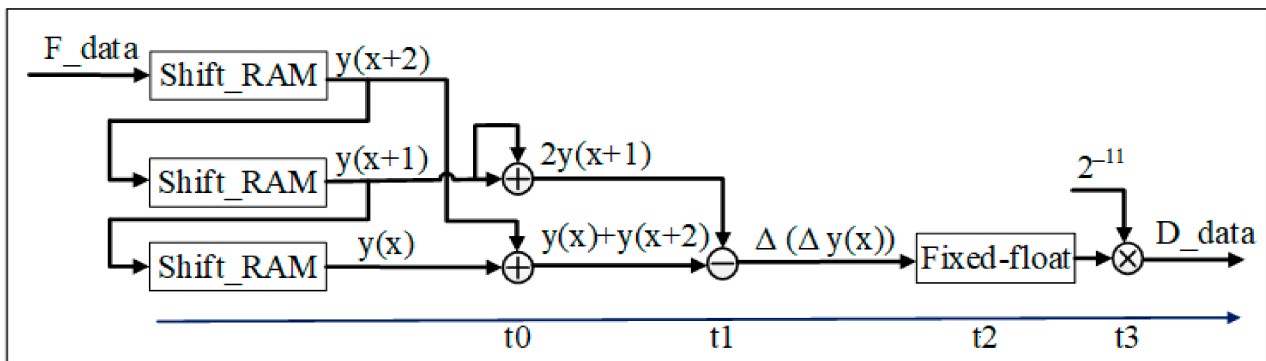 F_data
Shift_RAM
y(x+2)
Shift_RAM
y(x+1)
2y(x+1)
2⁻¹¹
Shift_RAM
y(x)
y(x)+y(x+2)
Δ (Δ y(x))
Fixed-float
D_data
t0
t1
t2
t3